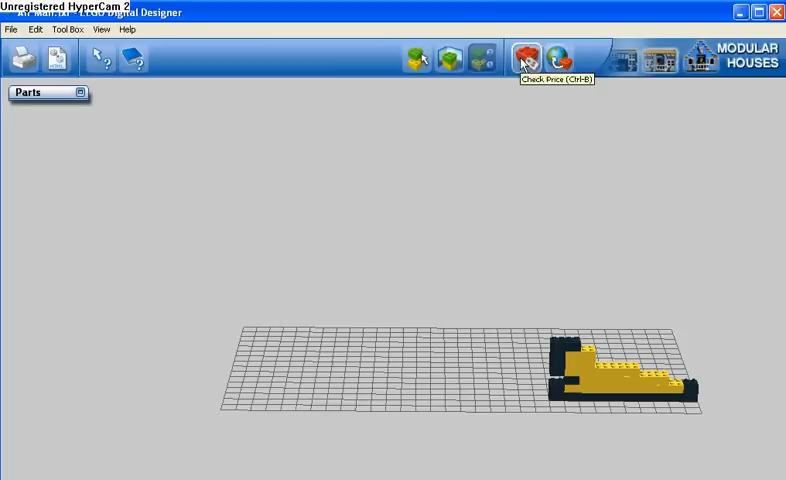 Unregistered HyperCam 2
LEGO Digital Designer
File Edit Tool Box View Help
MODULAR
HOUSES
Check Price (Ctrl-B)
Parts